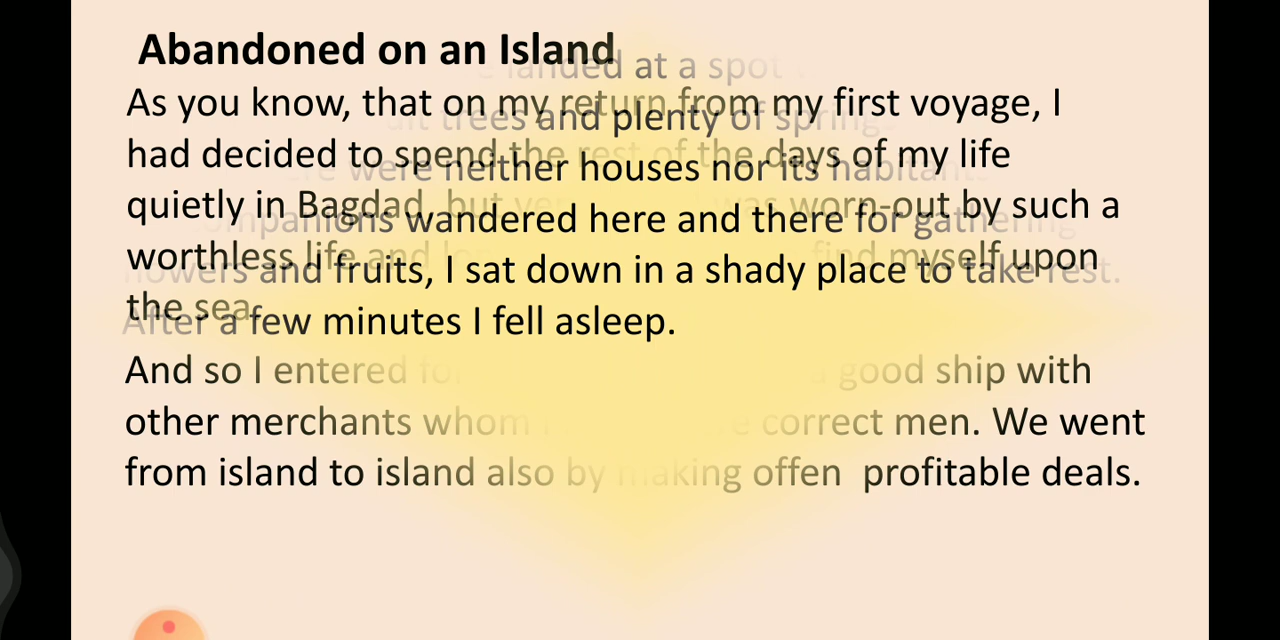 Abandoned on an Island
landed at a spot
As you know, that on my return from my first voyage, I
trees and plenty of springs
had decided to spend the rest of the days of my life
were neither houses nor its habitants
quietly in Bagdad, but was worn-out by such a
companions wandered here and there for gathering
worthless life and find myself upon
flowers and fruits, I sat down in a shady place to take rest.
the sea.
After a few minutes I fell asleep.
And so I entered good ship with
other merchants whom correct men. We went
from island to island also by making offen profitable deals.